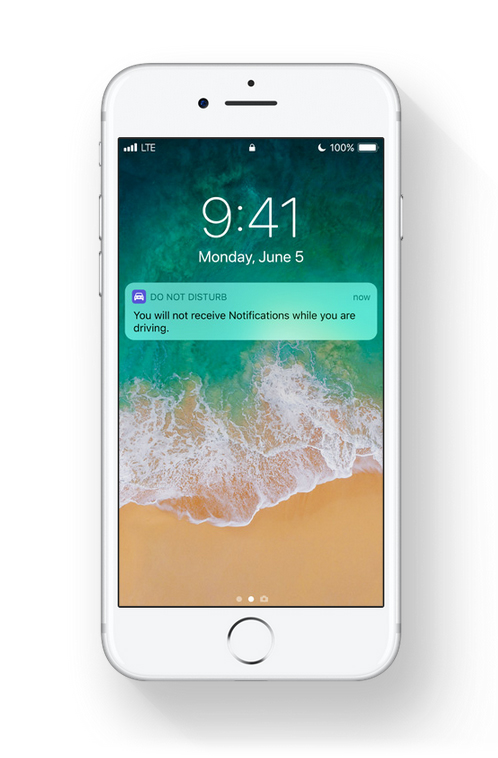 LTE 100%
9:41
Monday, June 5
DO NOT DISTURB now
You will not receive Notifications while you are
driving.